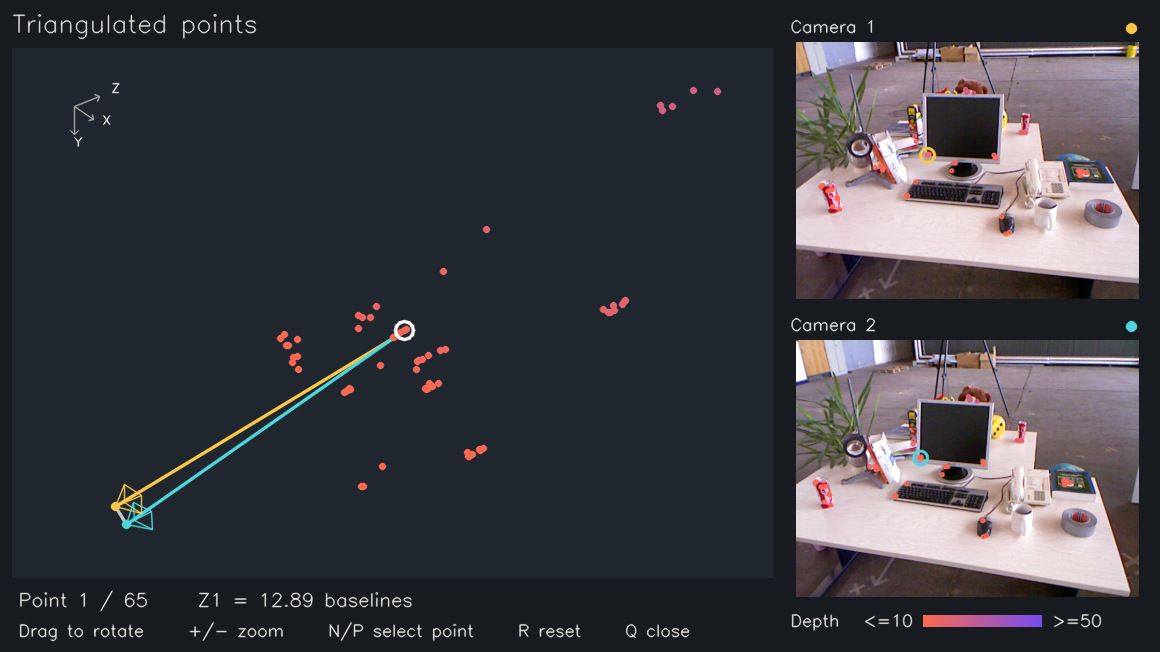 Triangulated points
Camera 1
Z
X
Y
Camera 2
Point 1 / 65
Z1 = 12.89 baselines
Drag to rotate
+/- zoom
N/P select point
R reset
Q close
Depth
<=10
>=50